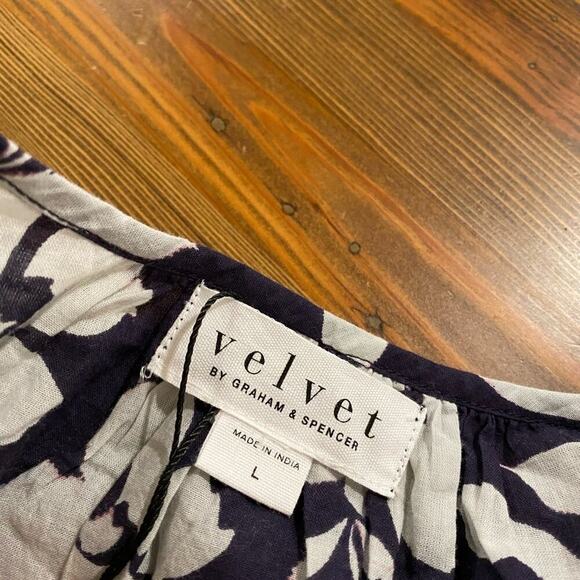 velvet
BY GRAHAM & SPENCER
MADE IN INDIA
L